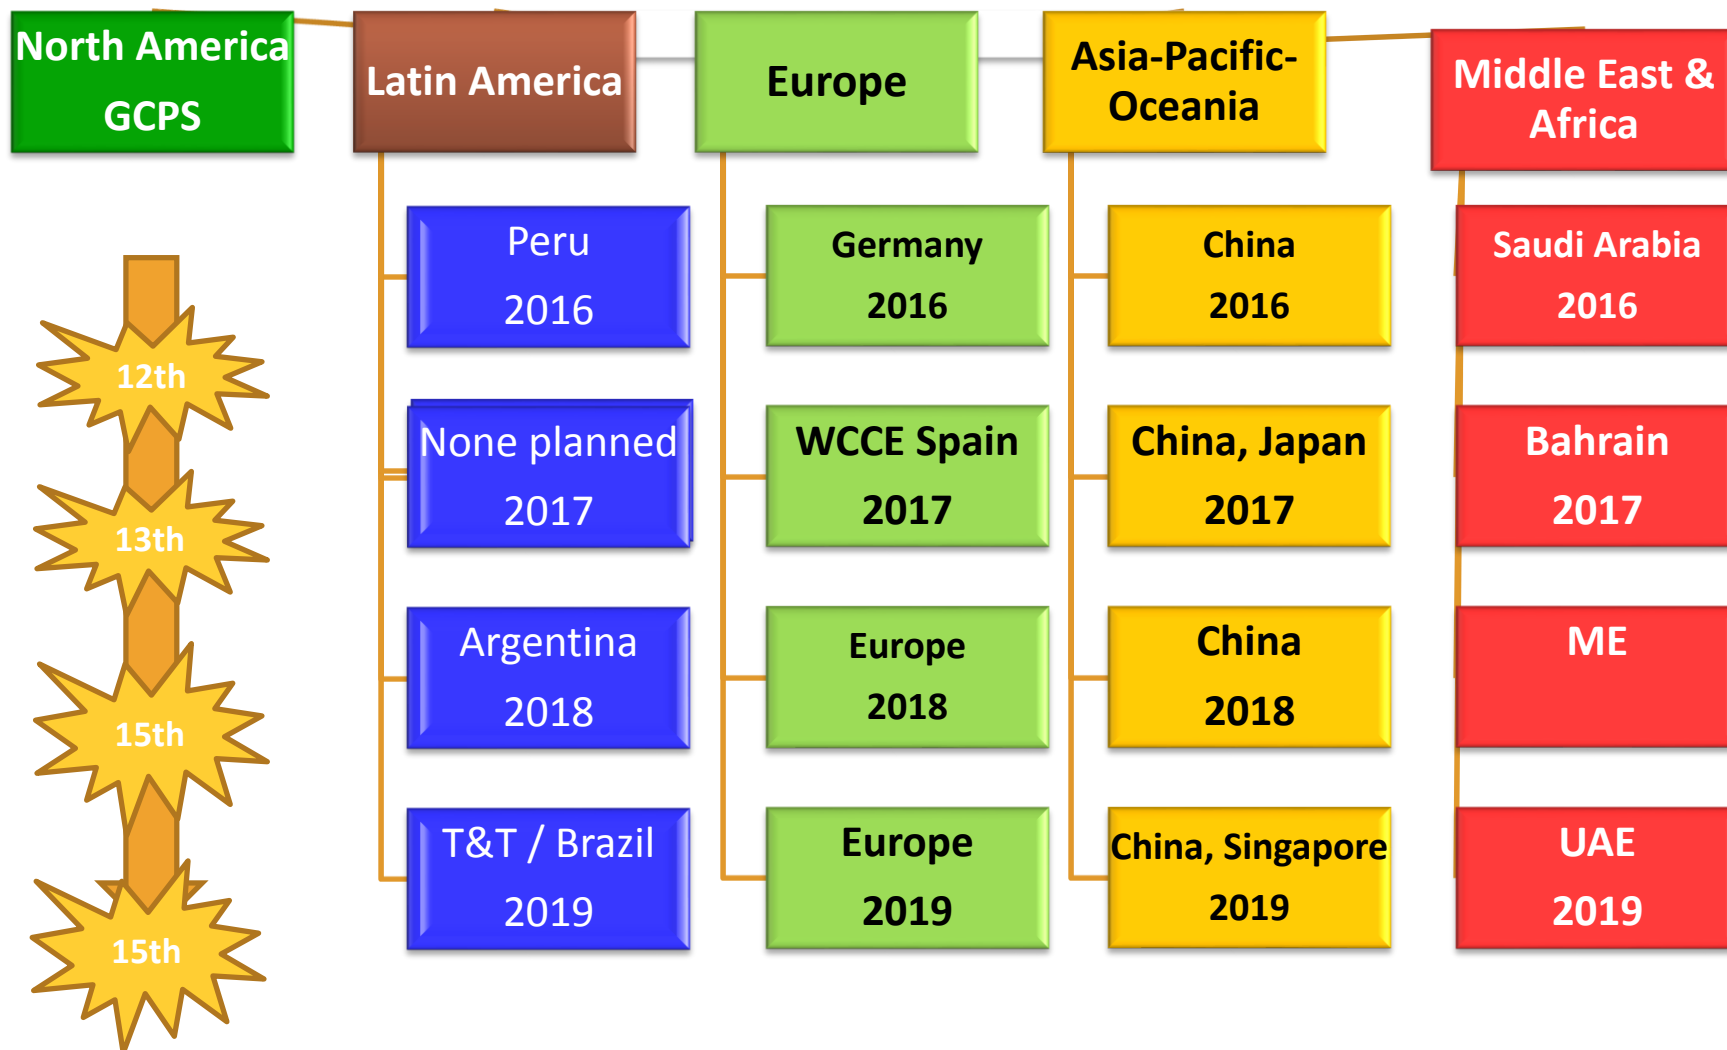 North America
GCPS
Latin America
Europe
Asia-Pacific-
Oceania
Middle East &
Africa
12th
13th
15th
15th
Peru
2016
None planned
2017
Argentina
2018
T&T / Brazil
2019
Germany
2016
WCCE Spain
2017
Europe
2018
Europe
2019
China
2016
China, Japan
2017
China
2018
China, Singapore
2019
Saudi Arabia
2016
Bahrain
2017
ME
UAE
2019